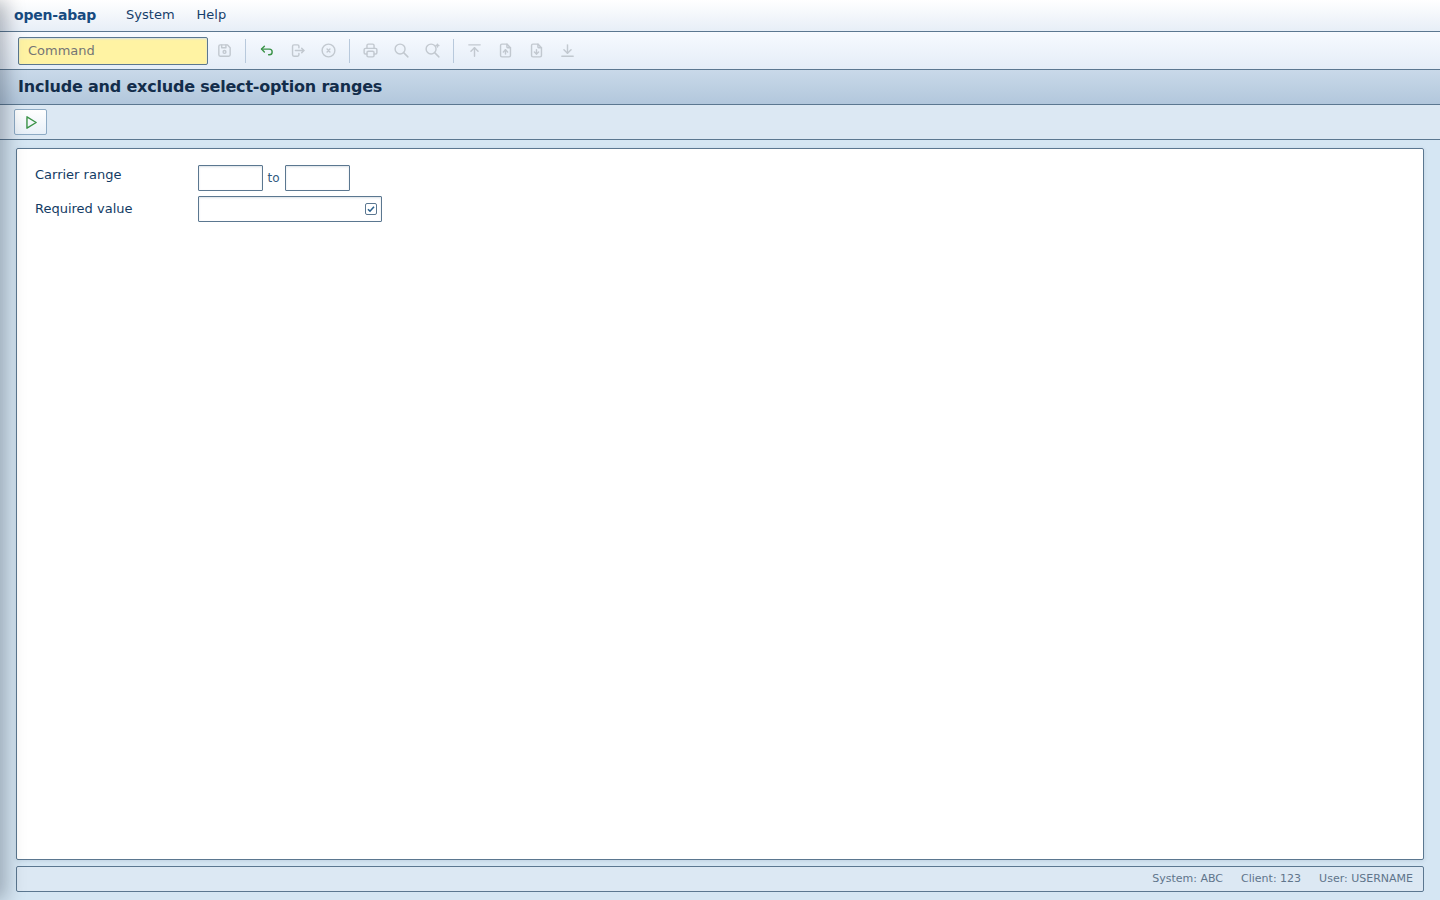 open-abap System Help
Command
Include and exclude select-option ranges
Carrier range to
Required value
System: ABC Client: 123 User: USERNAME